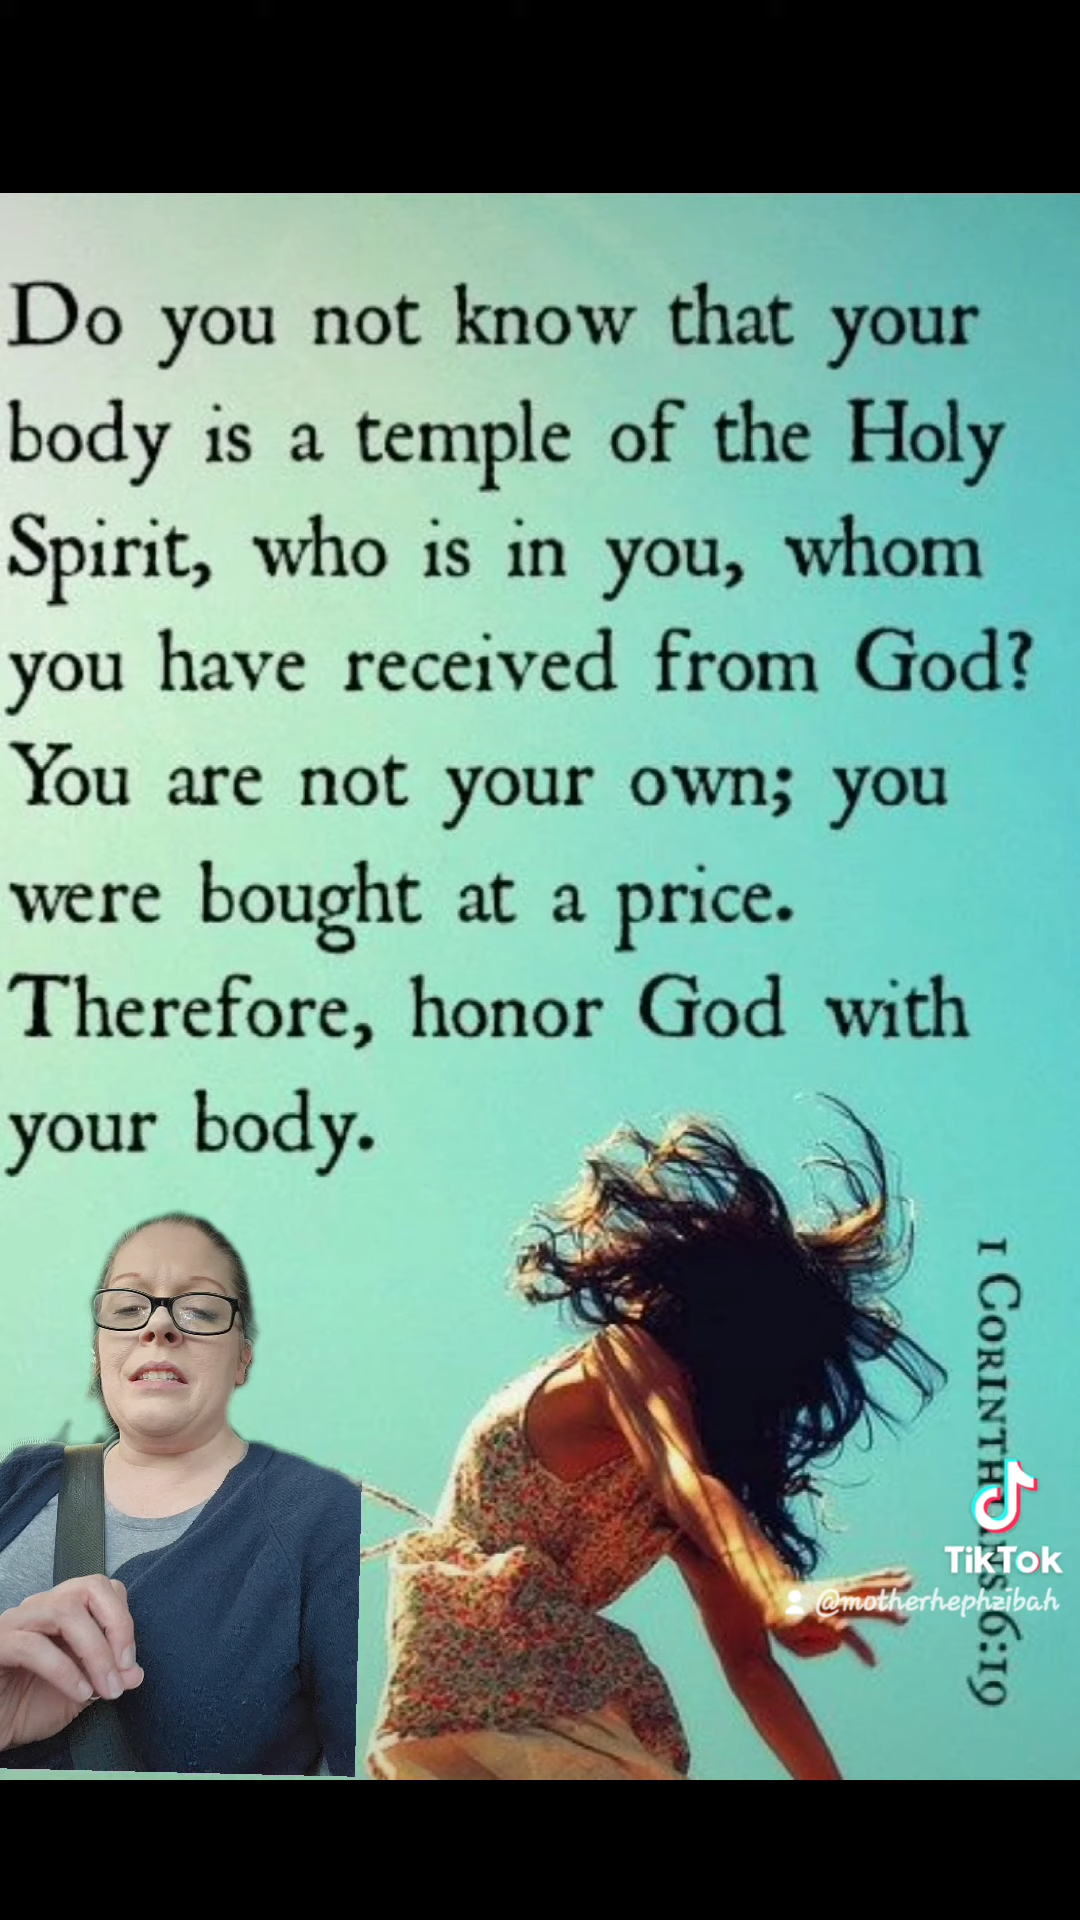 Do you not know that your
body is a temple of the Holy
Spirit, who is in you, whom
you have received from God?
You are not your own; you
were bought at a price.
Therefore, honor God with
your body.
1 CORINTHIANS 6:19
TikTok
@motherhephzibah